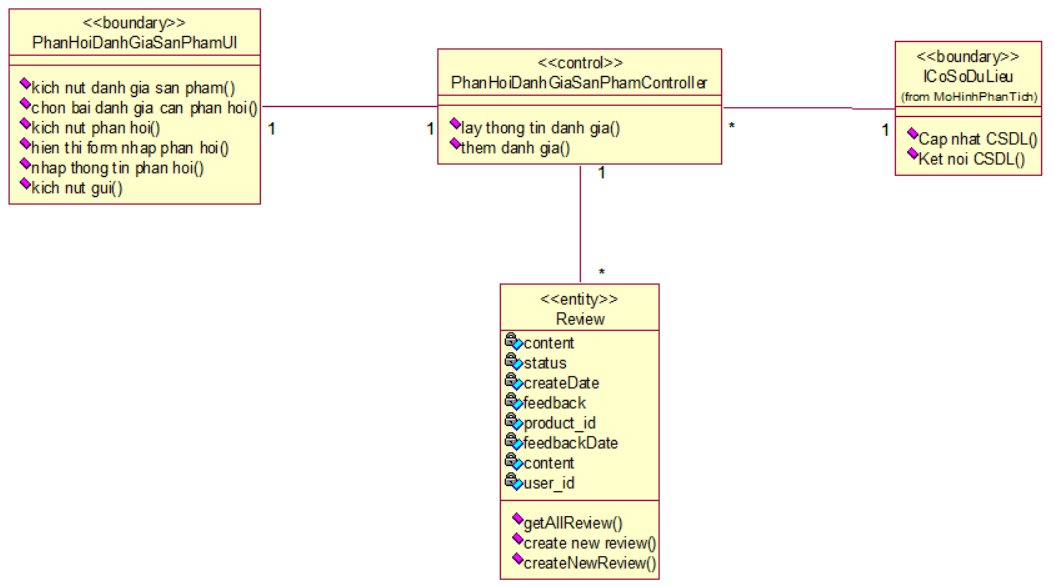 <<boundary>>
PhanHoiDanhGiaSanPhamUI
kich nut danh gia san pham()
chon bai danh gia can phan hoi()
kich nut phan hoi()
hien thi form nhap phan hoi()
nhap thong tin phan hoi()
kich nut gui()
1
1
<<control>>
PhanHoiDanhGiaSanPhamController
lay thong tin danh gia()
them danh gia()
*
1
<<boundary>>
ICoSoDuLieu
(from MoHinhPhanTich)
Cap nhat CSDL()
Ket noi CSDL()
1
*
<<entity>>
Review
content
status
createDate
feedback
product_id
feedbackDate
content
user_id
getAllReview()
create new review()
createNewReview()